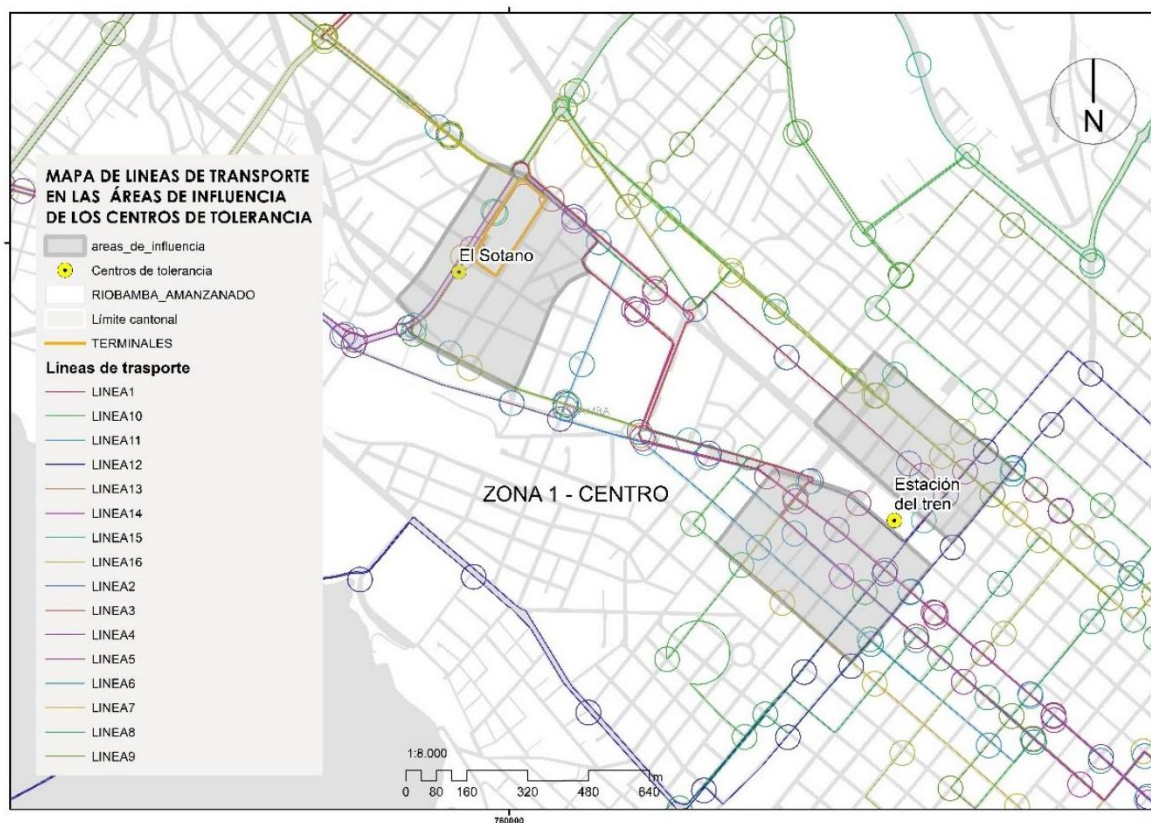 N
MAPA DE LINEAS DE TRANSPORTE
EN LAS ÁREAS DE INFLUENCIA
DE LOS CENTROS DE TOLERANCIA
areas_de_influencia
Centros de tolerancia
RIOBAMBA_AMANZANADO
Límite cantonal
TERMINALES
Lineas de trasporte
LINEA1
LINEA10
LINEA11
LINEA12
LINEA13
LINEA14
LINEA15
LINEA16
LINEA2
LINEA3
LINEA4
LINEA5
LINEA6
LINEA7
LINEA8
LINEA9
El Sotano
ZONA 1 - CENTRO
Estación
del tren
1:8.000
m
0 80 160 320 480 640
760000